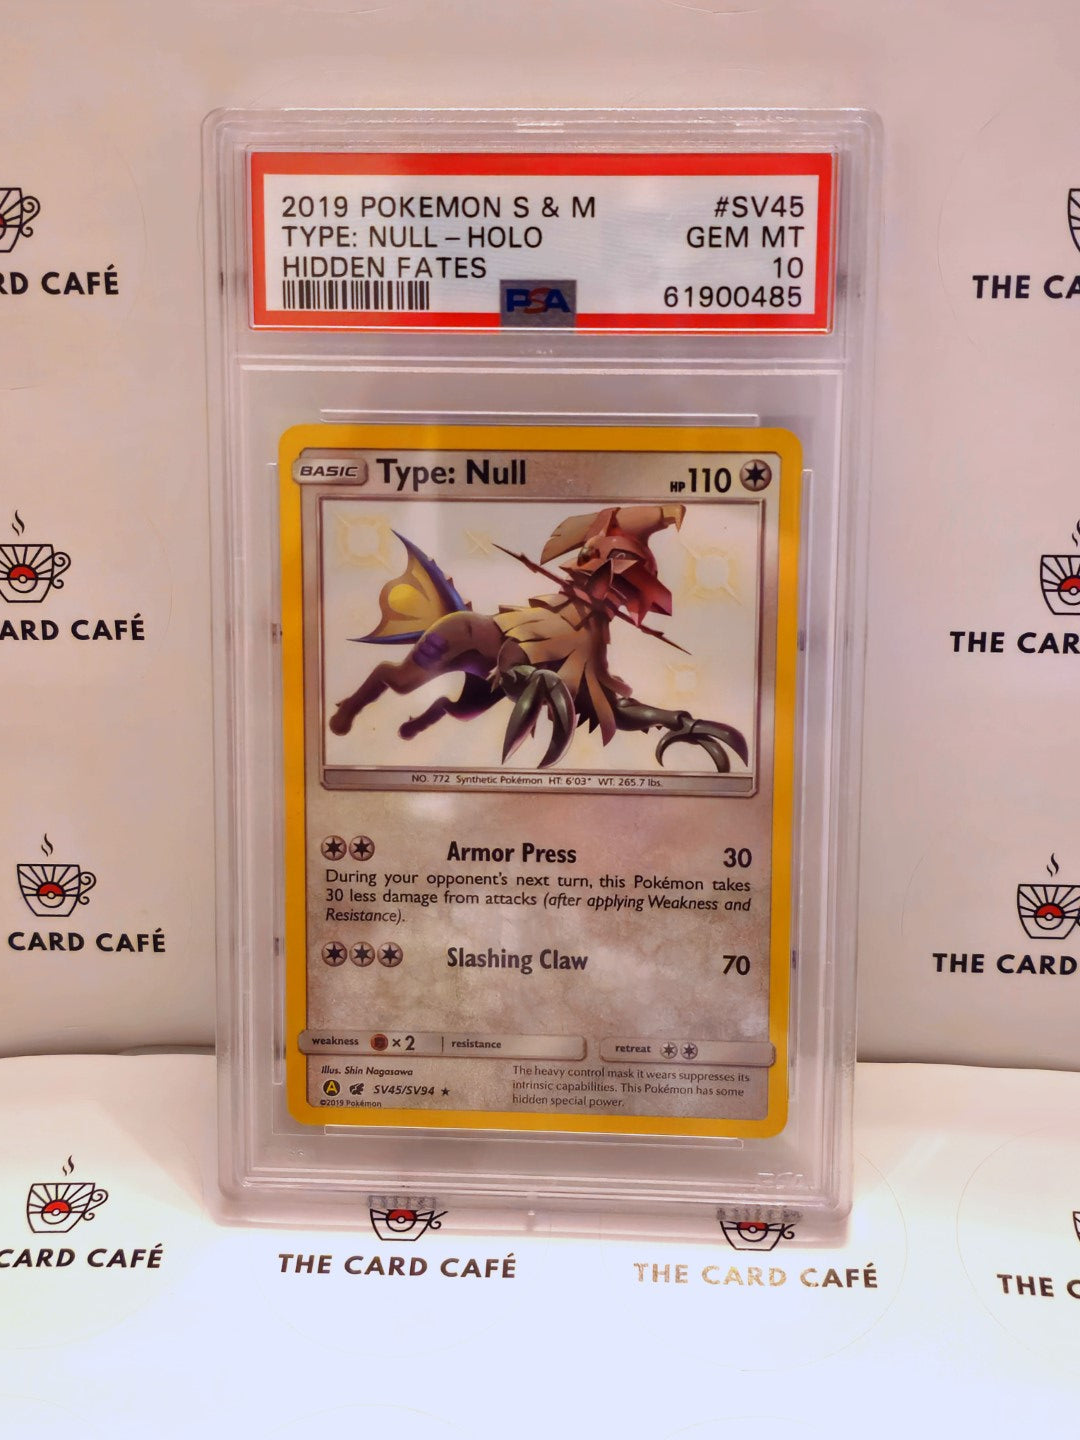 2019 POKEMON S & M #SV45
TYPE: NULL – HOLO GEM MT
HIDDEN FATES 10
PSA 61900485
BASIC Type: Null HP 110
NO. 772 Synthetic Pokémon HT: 6'03" WT: 265.7 lbs.
Armor Press 30
During your opponent's next turn, this Pokémon takes
30 less damage from attacks (after applying Weakness and
Resistance).
Slashing Claw 70
weakness ×2 resistance retreat
Illus. Shin Nagasawa
A SV45/SV94
©2019 Pokémon
The heavy control mask it wears suppresses its
intrinsic capabilities. This Pokémon has some
hidden special power.
RD CAFÉ
THE CA
ARD CAFÉ
THE CAR
CARD CAFÉ
THE CARD
CARD CAFÉ
THE CARD CAFÉ
THE CARD CAFÉ
THE C